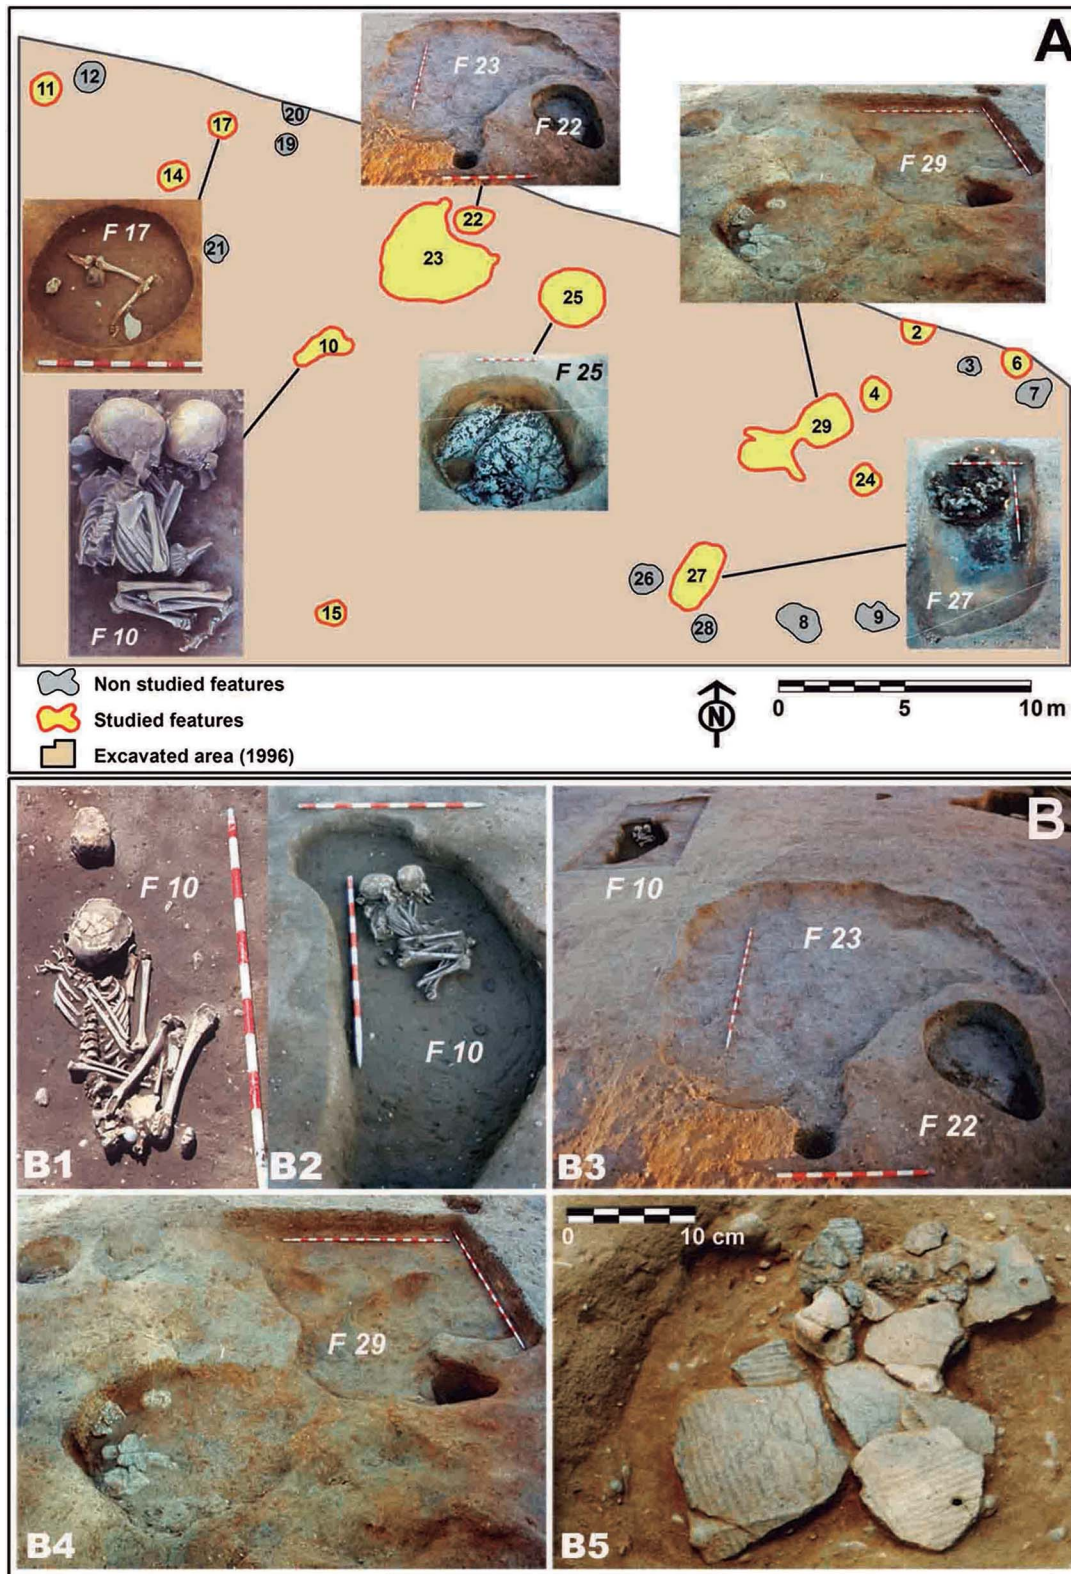 A
F 23
F 22
11
12
20
17
19
14
F 29
22
F 17
21
23
25
2
10
3
6
F 25
4
7
29
24
26
27
F 27
15
8
9
28
F 10
Non studied features
Studied features
Excavated area (1996)
N
0 5 10 m
B
F 10
F 10
F 23
F 10
F 10
F 22
B1
B2
B3
0 10 cm
F 29
B4
B5